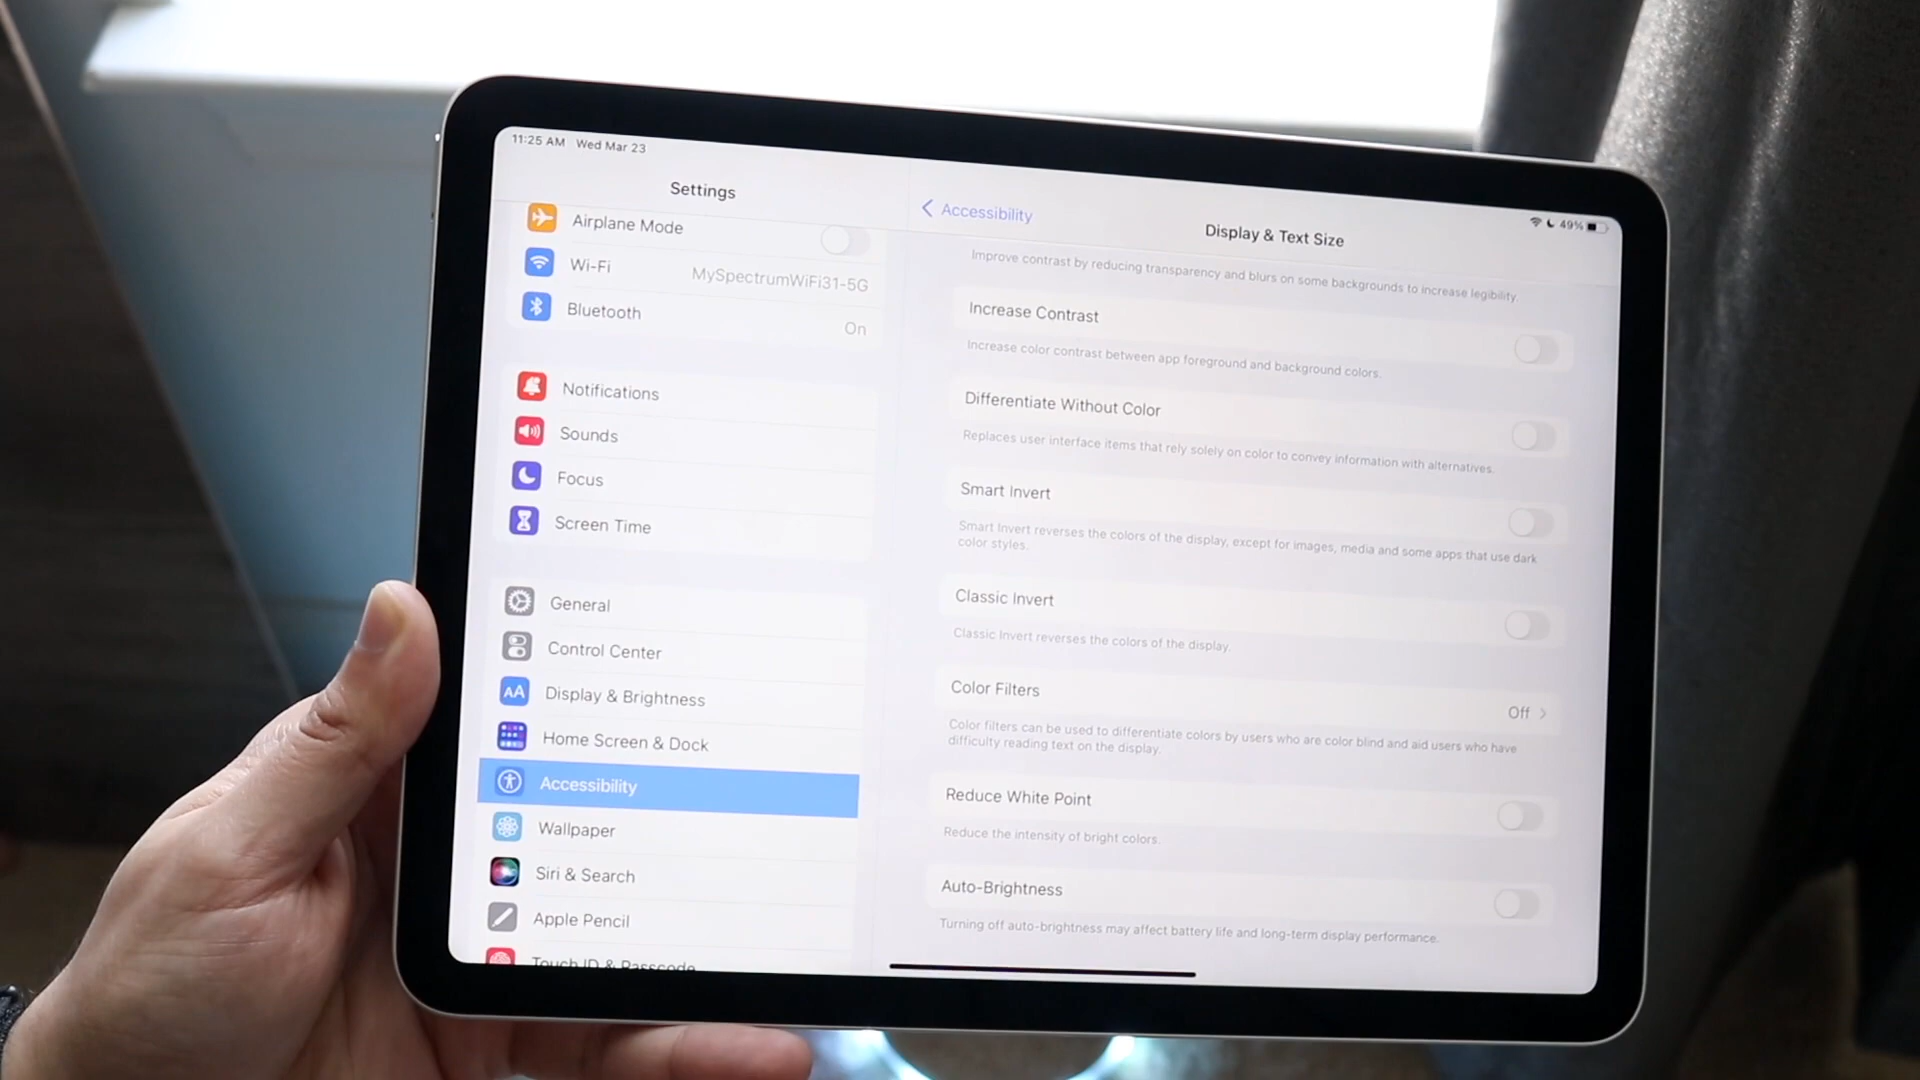 11:25 AM Wed Mar 23
49%
Settings
Airplane Mode
Wi-Fi MySpectrumWiFi31-5G
Bluetooth On
Notifications
Sounds
Focus
Screen Time
General
Control Center
AA Display & Brightness
Home Screen & Dock
Accessibility
Wallpaper
Siri & Search
Apple Pencil
Touch ID & Passcode
Accessibility
Display & Text Size
Improve contrast by reducing transparency and blurs on some backgrounds to increase legibility.
Increase Contrast
Increase color contrast between app foreground and background colors.
Differentiate Without Color
Replaces user interface items that rely solely on color to convey information with alternatives.
Smart Invert
Smart Invert reverses the colors of the display, except for images, media and some apps that use dark
color styles.
Classic Invert
Classic Invert reverses the colors of the display.
Color Filters Off
Color filters can be used to differentiate colors by users who are color blind and aid users who have
difficulty reading text on the display.
Reduce White Point
Reduce the intensity of bright colors.
Auto-Brightness
Turning off auto-brightness may affect battery life and long-term display performance.